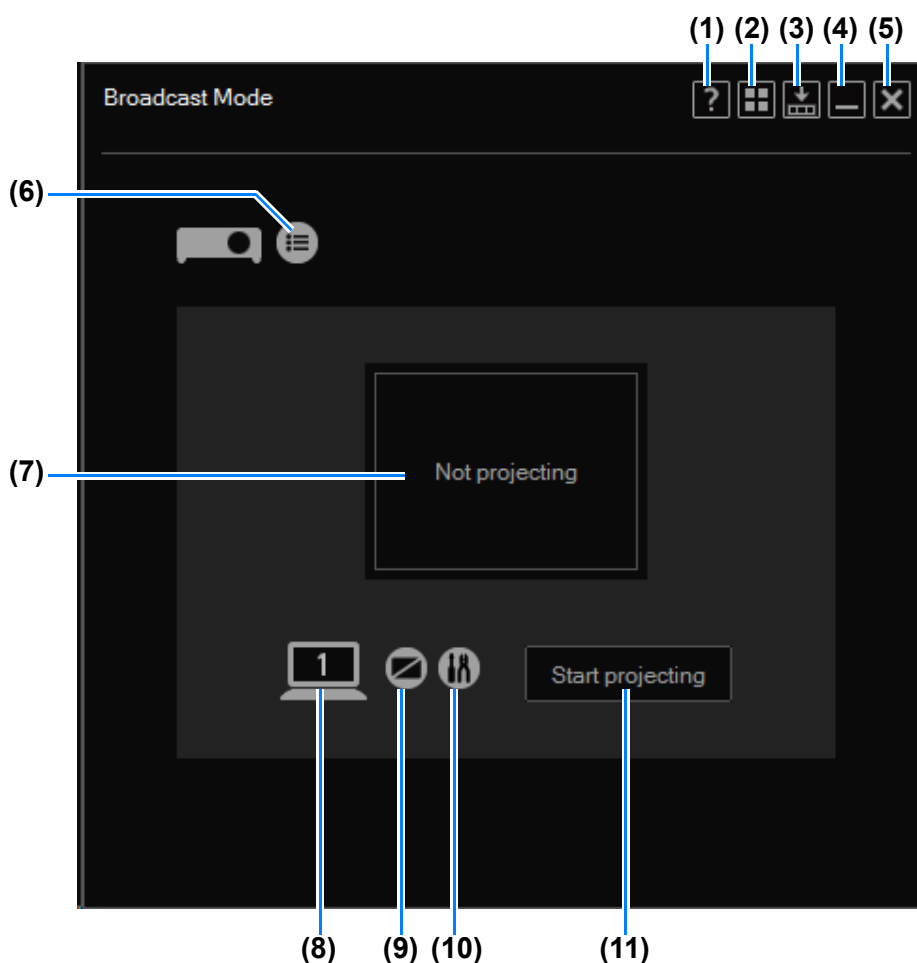 (1) (2) (3) (4) (5)
Broadcast Mode
?
(6)
(7)
Not projecting
1
Start projecting
(8) (9) (10) (11)